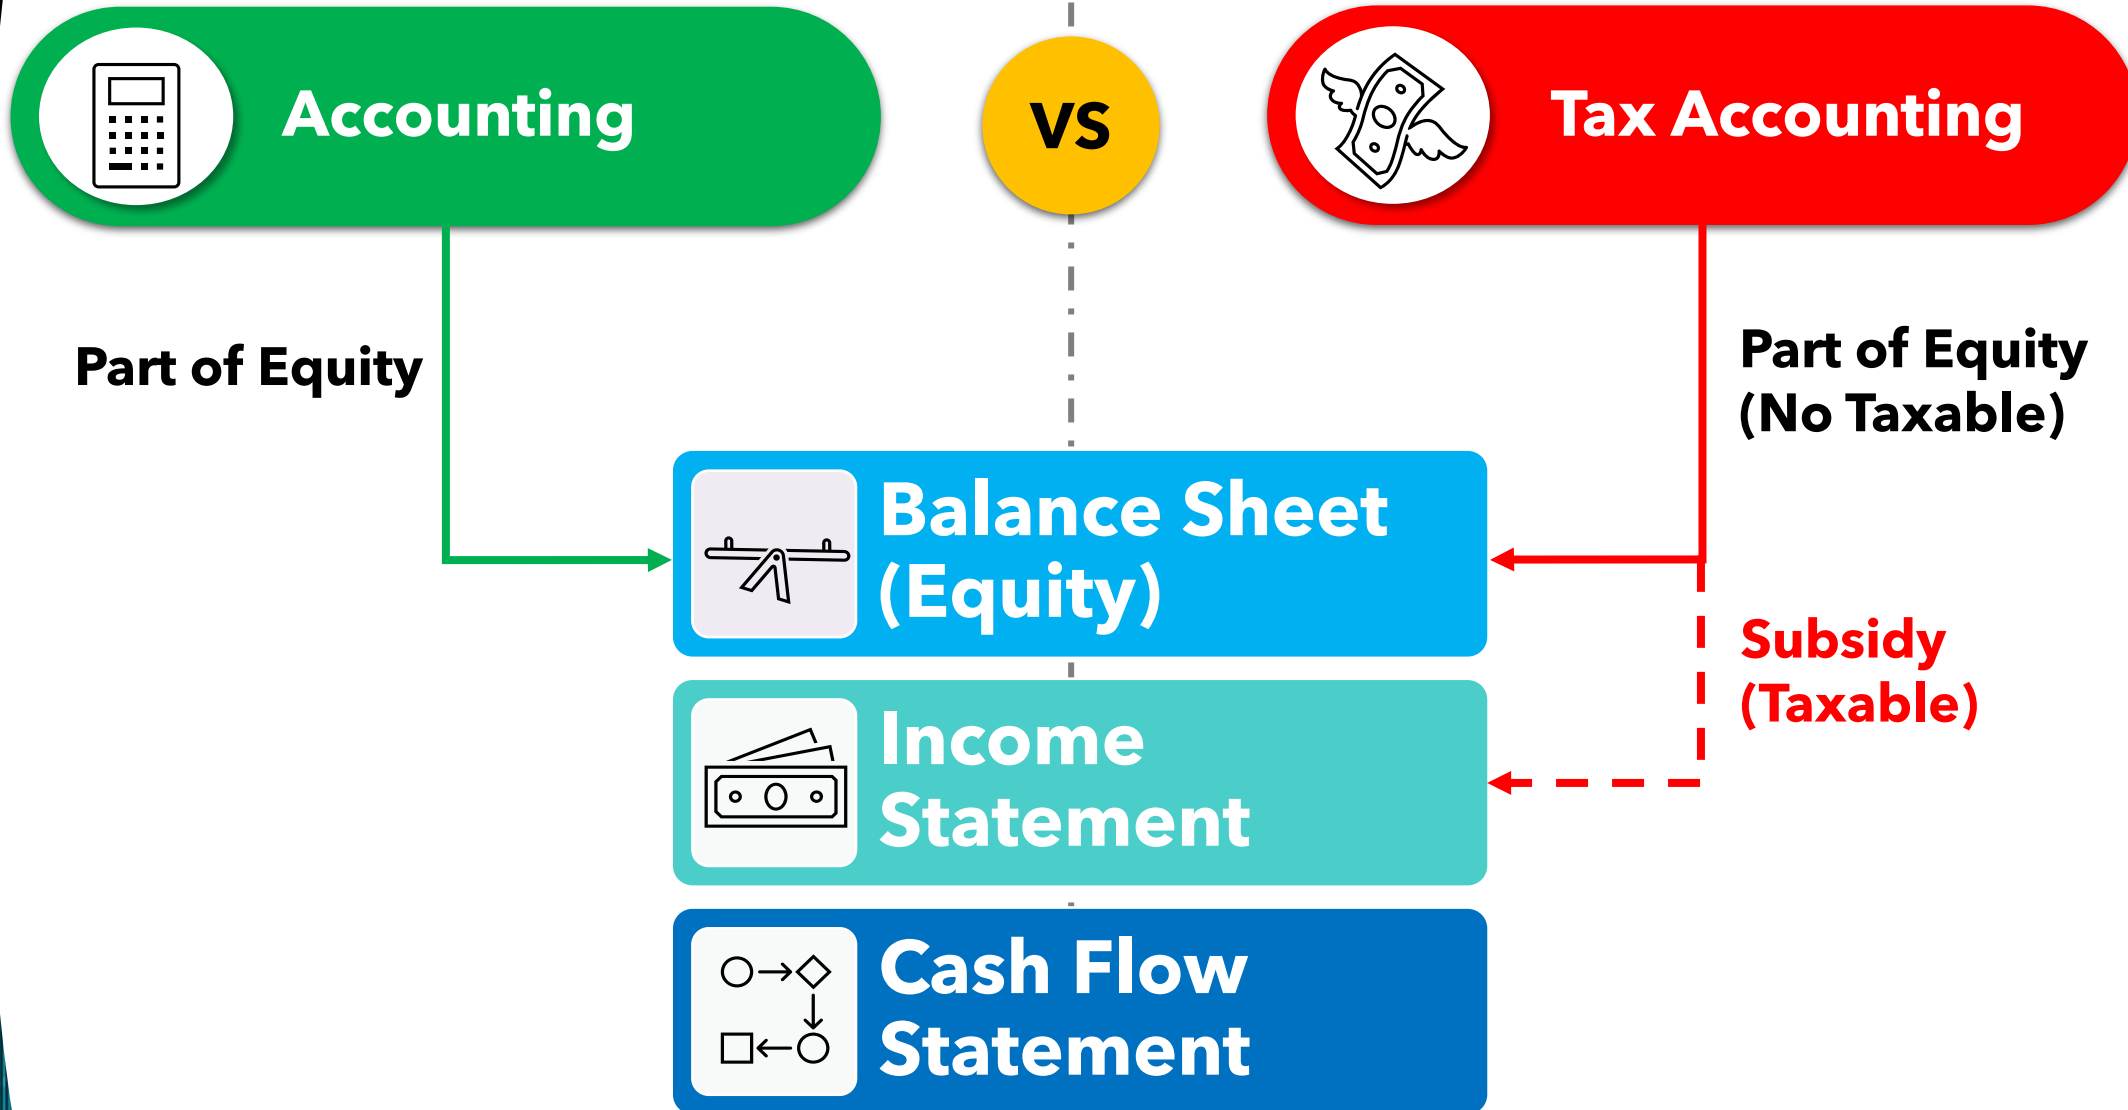 Accounting
VS
Tax Accounting
Part of Equity
Part of Equity
(No Taxable)
Balance Sheet
(Equity)
Subsidy
(Taxable)
Income
Statement
Cash Flow
Statement